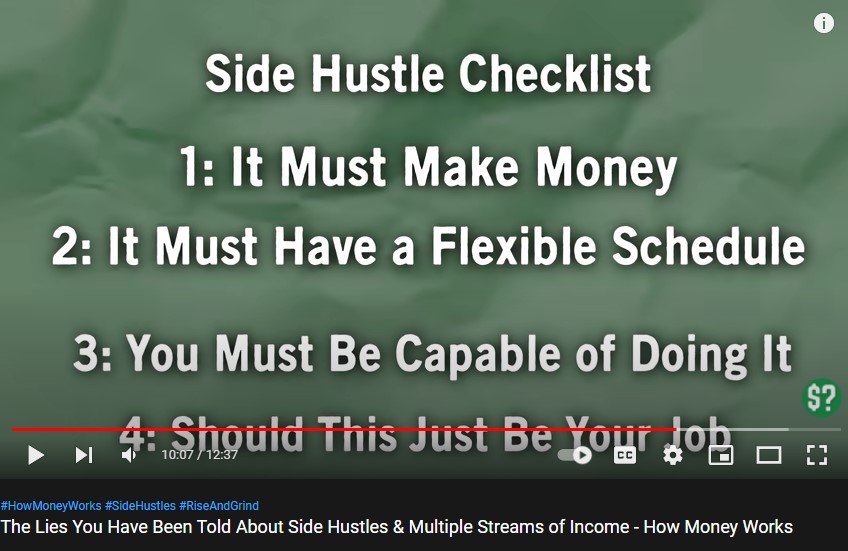 Side Hustle Checklist
1: It Must Make Money
2: It Must Have a Flexible Schedule
3: You Must Be Capable of Doing It
$?
4: Should This Just Be Your Job
10:07 / 12:37
CC
#HowMoneyWorks #SideHustles #RiseAndGrind
The Lies You Have Been Told About Side Hustles & Multiple Streams of Income - How Money Works